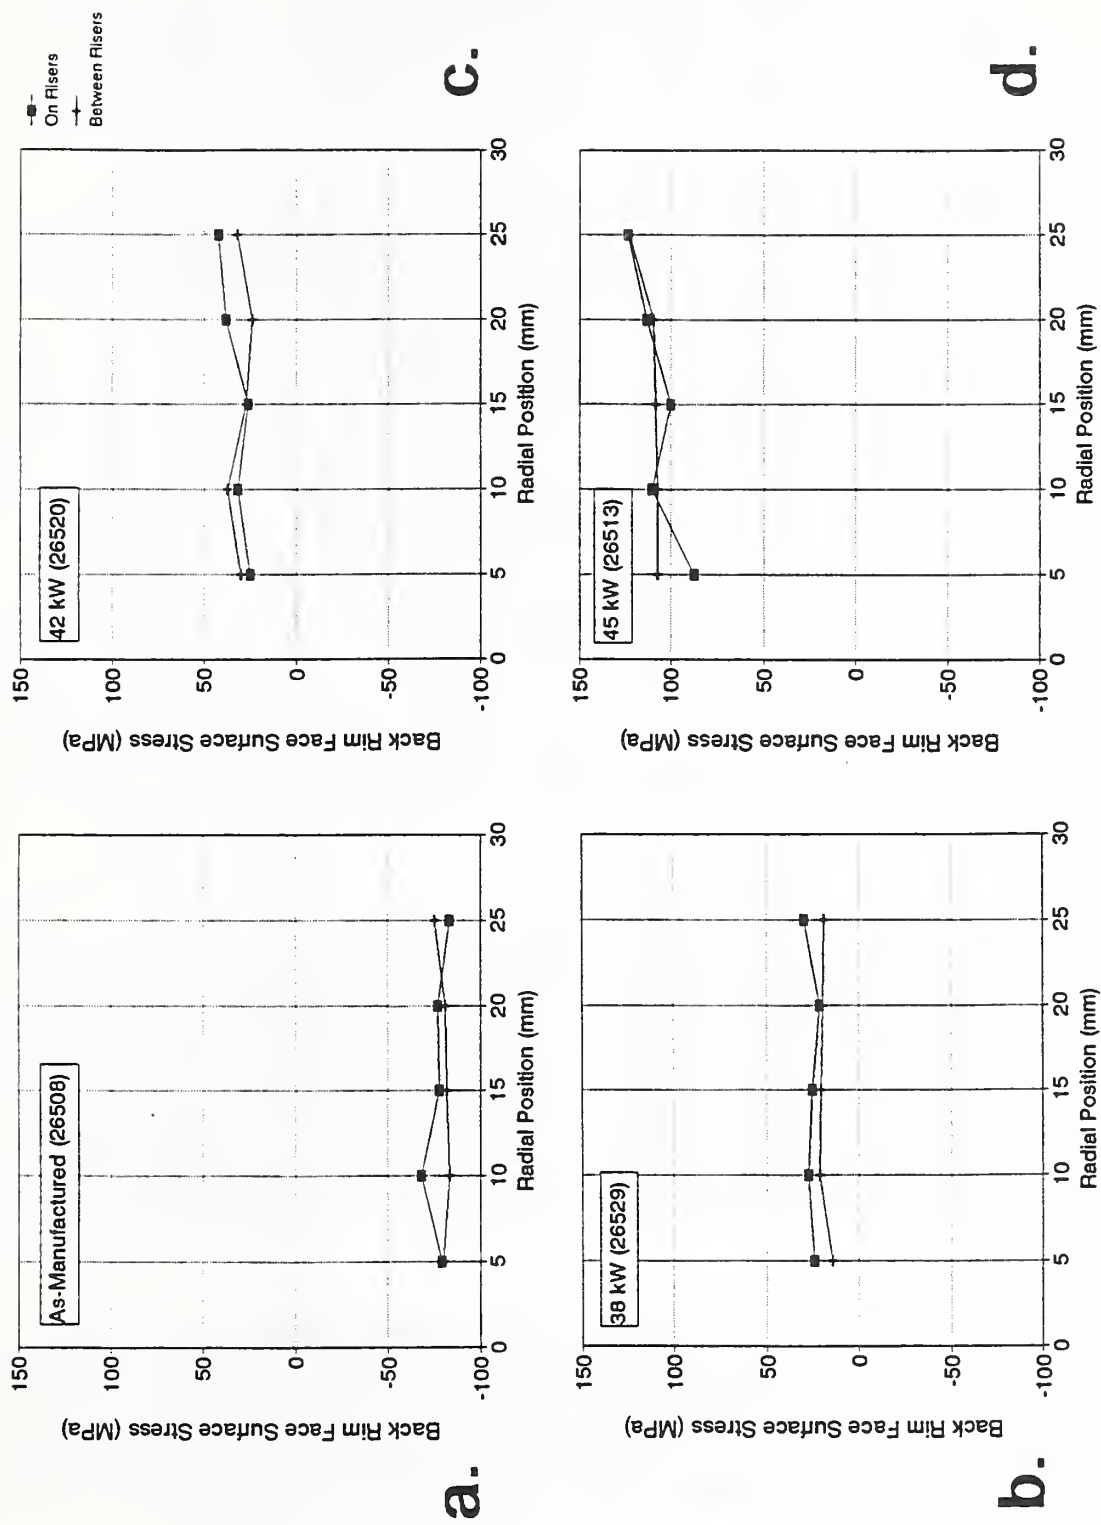 On Risers
Between Risers
As-Manufactured (26508)
Back Rim Face Surface Stress (MPa)
150
100
50
0
-50
-100
0
5
10
15
20
25
30
Radial Position (mm)
a.
42 kW (26520)
Back Rim Face Surface Stress (MPa)
150
100
50
0
-50
-100
0
5
10
15
20
25
30
Radial Position (mm)
c.
38 kW (26529)
Back Rim Face Surface Stress (MPa)
150
100
50
0
-50
-100
0
5
10
15
20
25
30
Radial Position (mm)
b.
45 kW (26513)
Back Rim Face Surface Stress (MPa)
150
100
50
0
-50
-100
0
5
10
15
20
25
30
Radial Position (mm)
d.